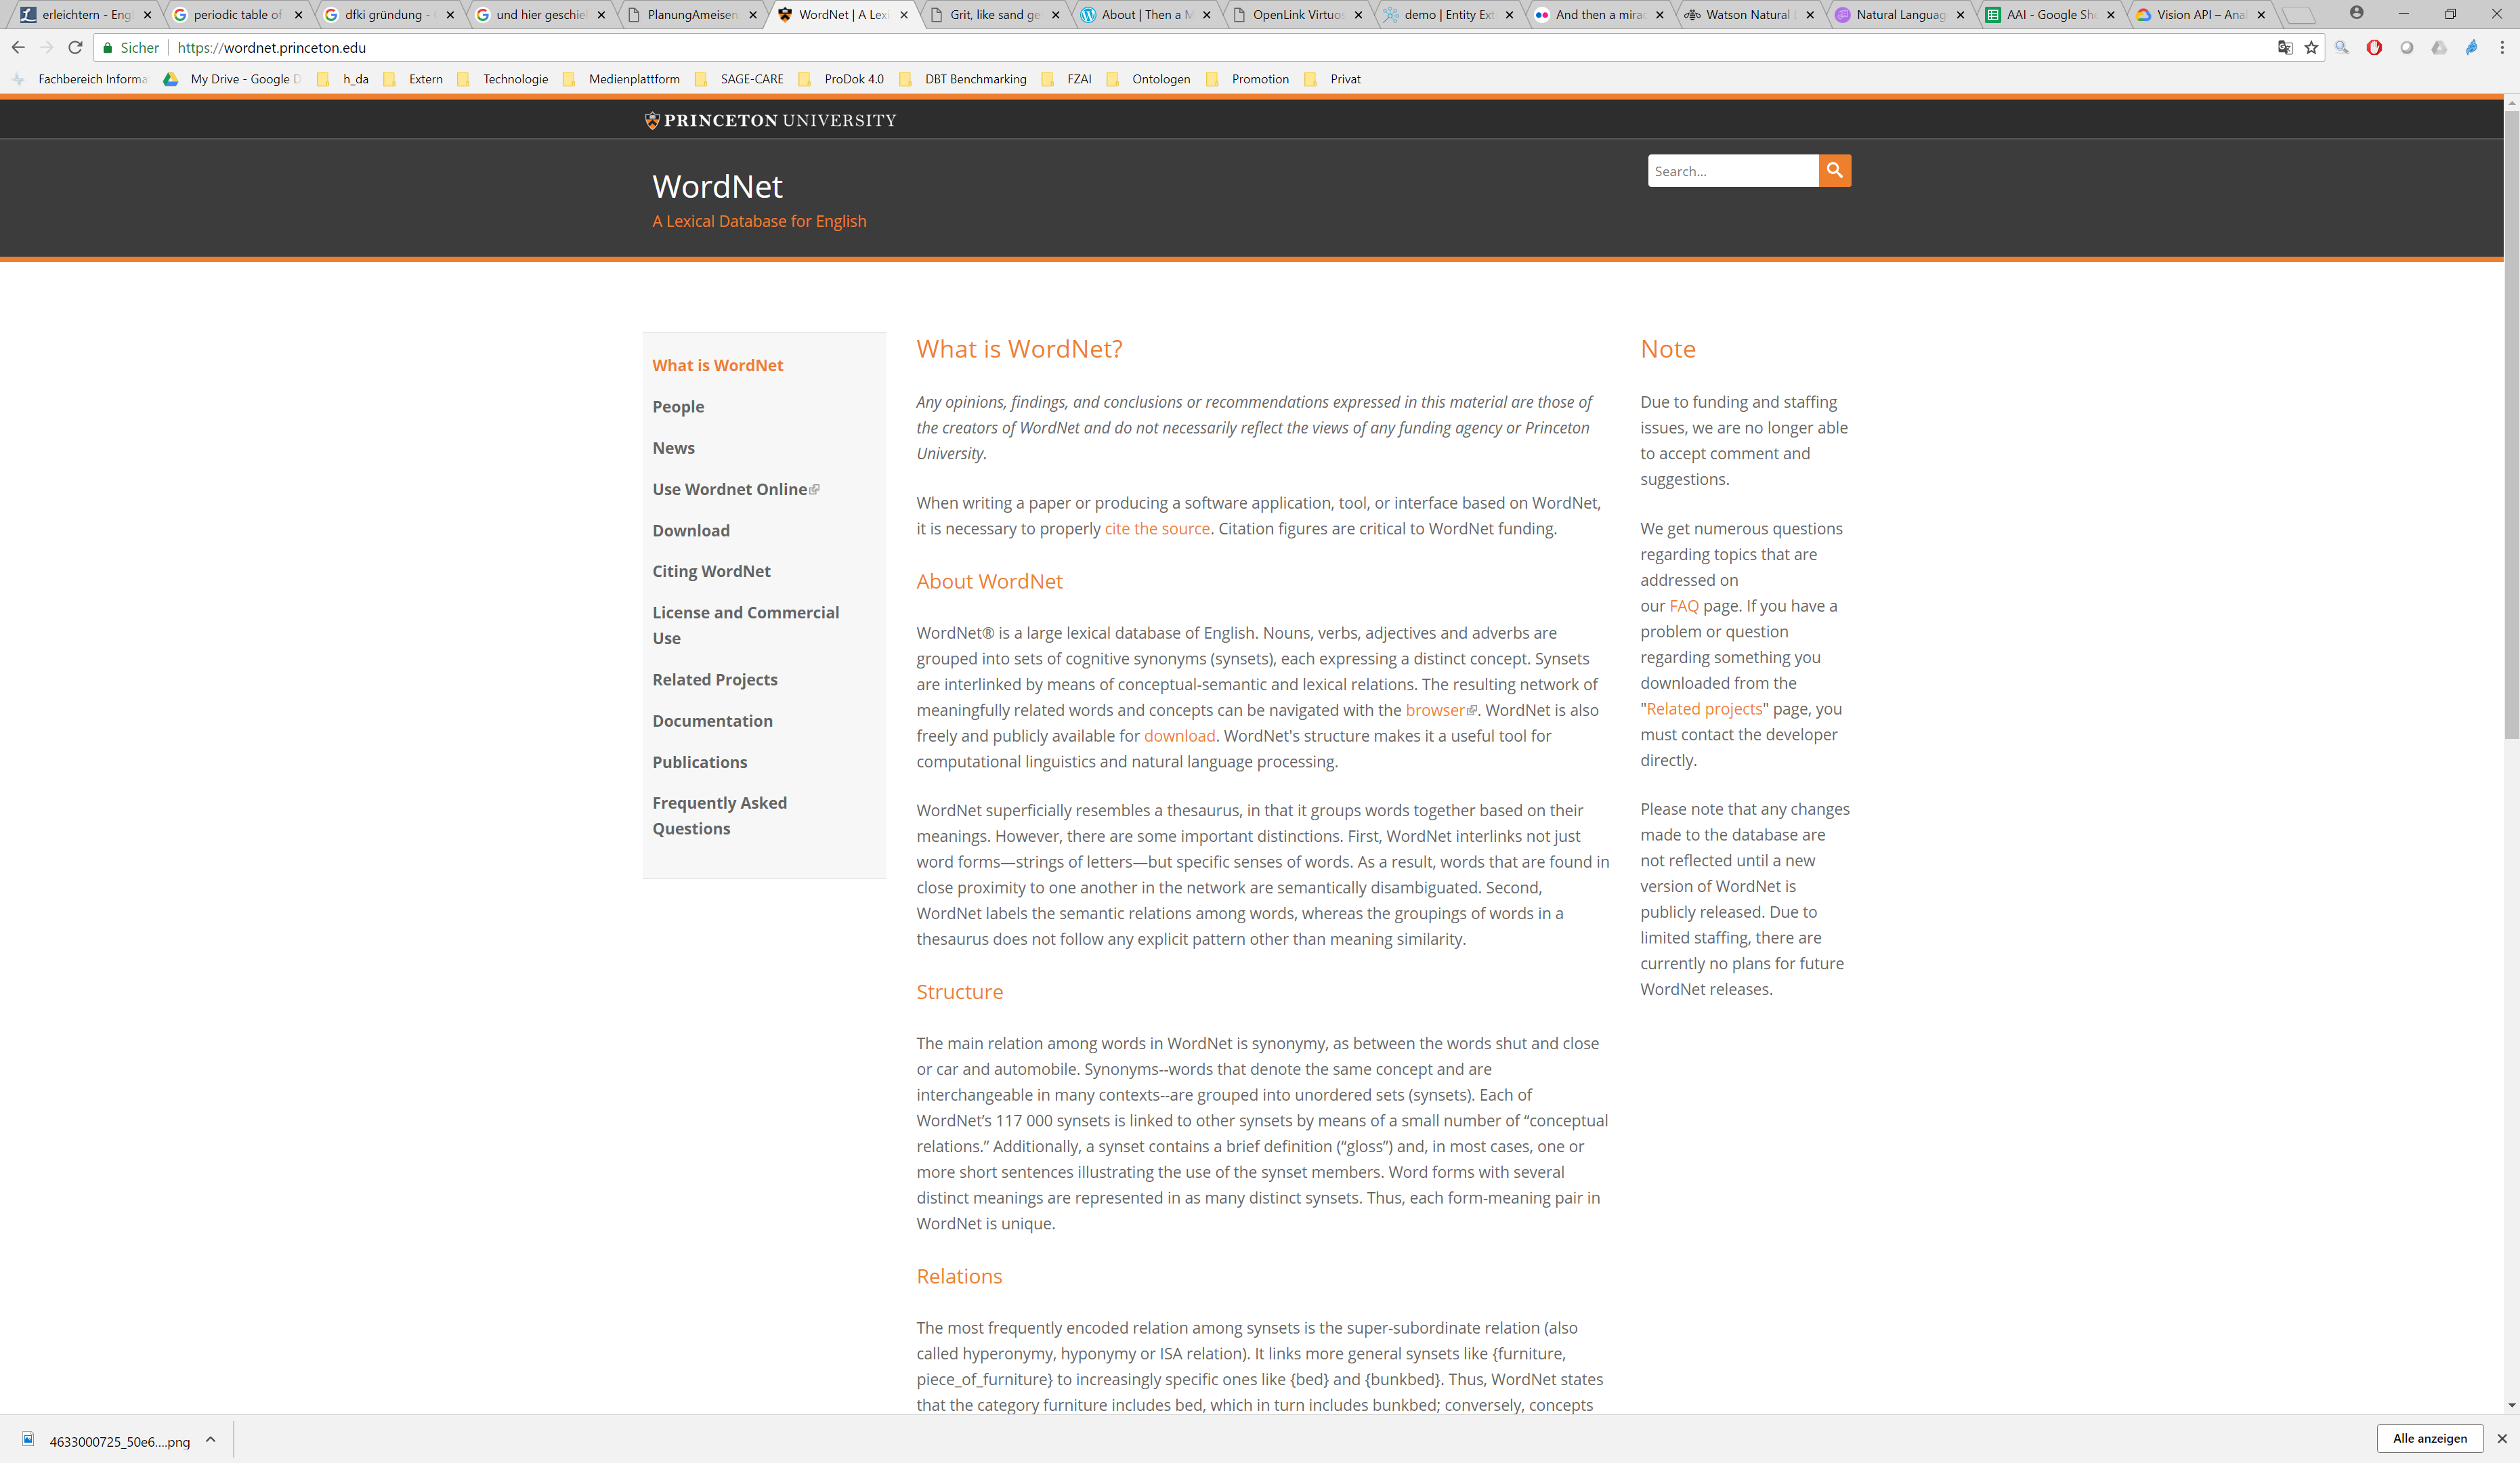 erleichtern - Eng
periodic table of
dfki gründung -
und hier geschie
PlanungAmeisen
WordNet | A Lexi
Grit, like sand ge
About | Then a M
OpenLink Virtuos
demo | Entity Ext
And then a mirac
Watson Natural
Natural Languag
AAI - Google She
Vision API – Anal
Sicher
https://wordnet.princeton.edu
Fachbereich Informa
My Drive - Google D
h_da
Extern
Technologie
Medienplattform
SAGE-CARE
ProDok 4.0
DBT Benchmarking
FZAI
Ontologen
Promotion
Privat
PRINCETON UNIVERSITY
WordNet
A Lexical Database for English
Search...
What is WordNet
People
News
Use Wordnet Online
Download
Citing WordNet
License and Commercial
Use
Related Projects
Documentation
Publications
Frequently Asked
Questions
What is WordNet?
Any opinions, findings, and conclusions or recommendations expressed in this material are those of
the creators of WordNet and do not necessarily reflect the views of any funding agency or Princeton
University.
When writing a paper or producing a software application, tool, or interface based on WordNet,
it is necessary to properly cite the source. Citation figures are critical to WordNet funding.
About WordNet
WordNet® is a large lexical database of English. Nouns, verbs, adjectives and adverbs are
grouped into sets of cognitive synonyms (synsets), each expressing a distinct concept. Synsets
are interlinked by means of conceptual-semantic and lexical relations. The resulting network of
meaningfully related words and concepts can be navigated with the browser. WordNet is also
freely and publicly available for download. WordNet's structure makes it a useful tool for
computational linguistics and natural language processing.
WordNet superficially resembles a thesaurus, in that it groups words together based on their
meanings. However, there are some important distinctions. First, WordNet interlinks not just
word forms—strings of letters—but specific senses of words. As a result, words that are found in
close proximity to one another in the network are semantically disambiguated. Second,
WordNet labels the semantic relations among words, whereas the groupings of words in a
thesaurus does not follow any explicit pattern other than meaning similarity.
Structure
The main relation among words in WordNet is synonymy, as between the words shut and close
or car and automobile. Synonyms--words that denote the same concept and are
interchangeable in many contexts--are grouped into unordered sets (synsets). Each of
WordNet’s 117 000 synsets is linked to other synsets by means of a small number of “conceptual
relations.” Additionally, a synset contains a brief definition (“gloss”) and, in most cases, one or
more short sentences illustrating the use of the synset members. Word forms with several
distinct meanings are represented in as many distinct synsets. Thus, each form-meaning pair in
WordNet is unique.
Relations
The most frequently encoded relation among synsets is the super-subordinate relation (also
called hyperonymy, hyponymy or ISA relation). It links more general synsets like {furniture,
piece_of_furniture} to increasingly specific ones like {bed} and {bunkbed}. Thus, WordNet states
that the category furniture includes bed, which in turn includes bunkbed; conversely, concepts
Note
Due to funding and staffing
issues, we are no longer able
to accept comment and
suggestions.
We get numerous questions
regarding topics that are
addressed on
our FAQ page. If you have a
problem or question
regarding something you
downloaded from the
"Related projects" page, you
must contact the developer
directly.
Please note that any changes
made to the database are
not reflected until a new
version of WordNet is
publicly released. Due to
limited staffing, there are
currently no plans for future
WordNet releases.
4633000725_50e6....png
Alle anzeigen